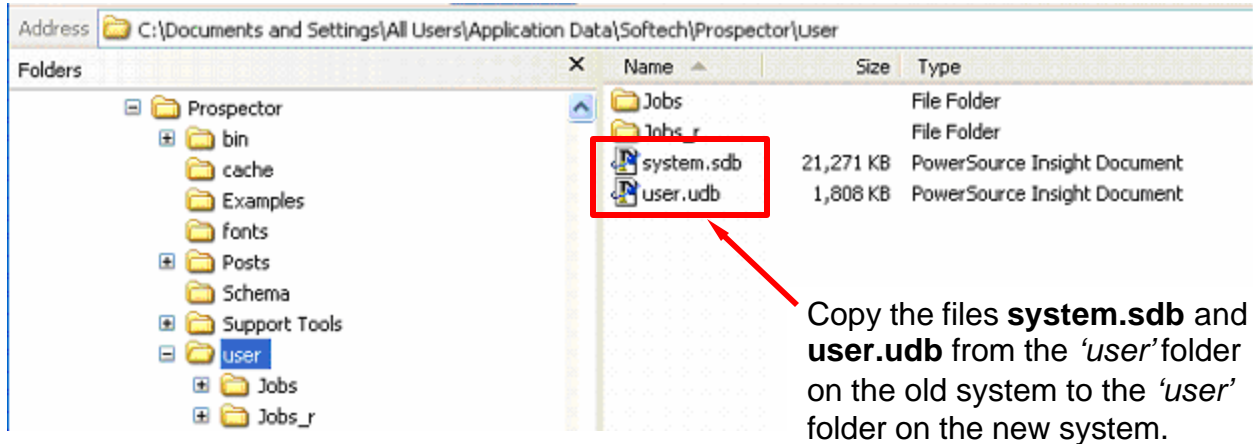 Address C:\Documents and Settings\All Users\Application Data\Softech\Prospector\user
Folders ×
Prospector
bin
cache
Examples
fonts
Posts
Schema
Support Tools
user
Jobs
Jobs_r
Name Size Type
Jobs File Folder
Jobs_r File Folder
system.sdb 21,271 KB PowerSource Insight Document
user.udb 1,808 KB PowerSource Insight Document
Copy the files system.sdb and
user.udb from the ‘user’ folder
on the old system to the ‘user’
folder on the new system.